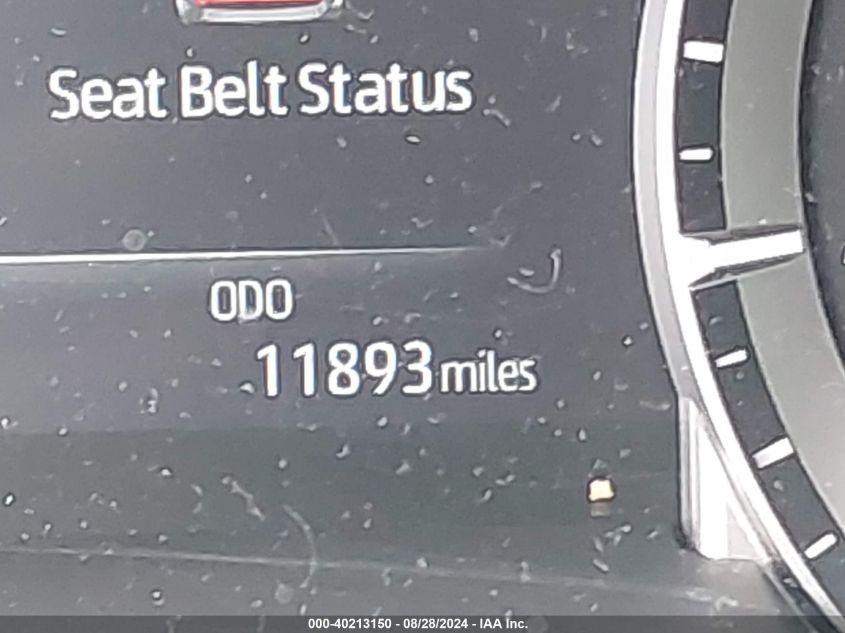 Seat Belt Status
ODO
11893 miles
000-40213150 - 08/28/2024 - IAA Inc.